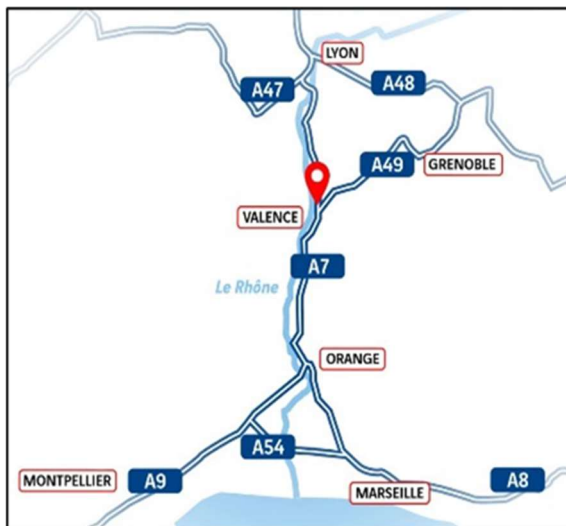 LYON
A47
A48
A49
GRENOBLE
VALENCE
A7
Le Rhône
ORANGE
A54
MONTPELLIER
A9
MARSEILLE
A8